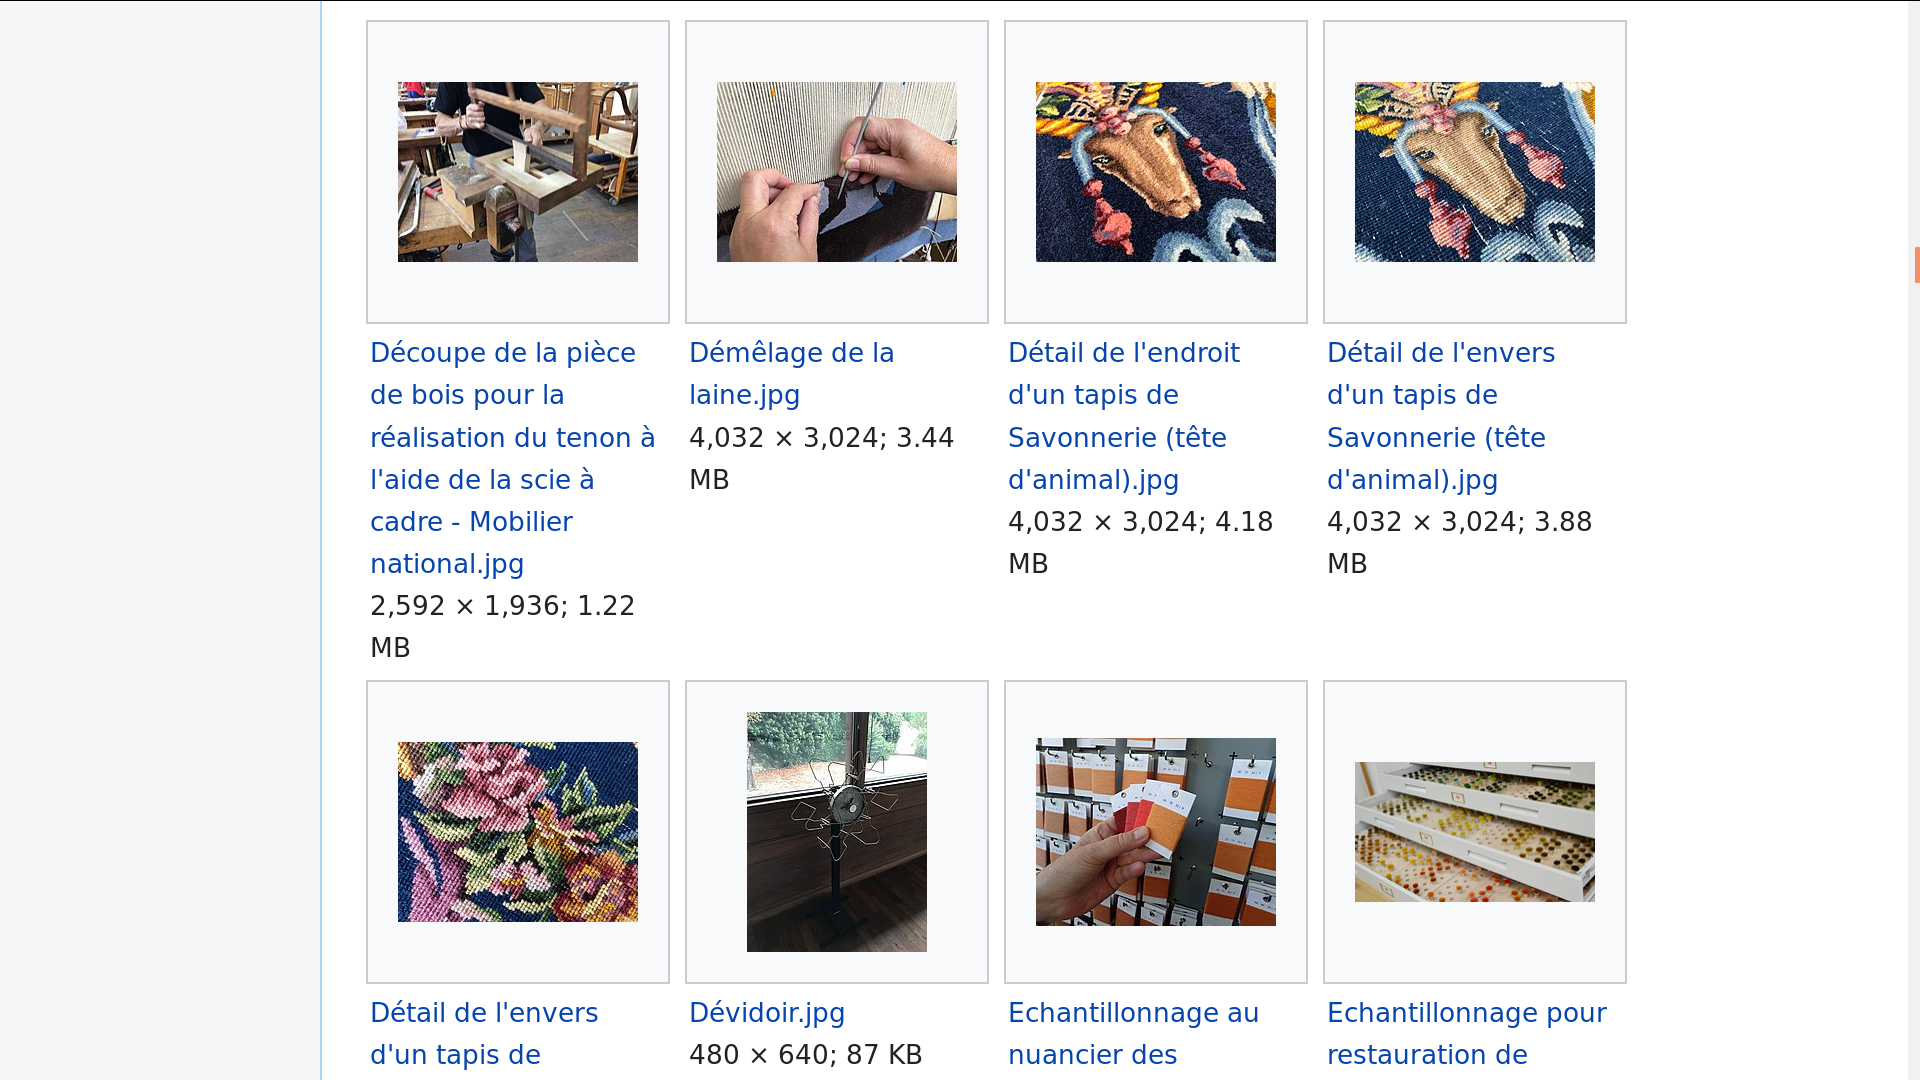 Découpe de la pièce
de bois pour la
réalisation du tenon à
l'aide de la scie à
cadre - Mobilier
national.jpg
2,592 × 1,936; 1.22
MB
Démêlage de la
laine.jpg
4,032 × 3,024; 3.44
MB
Détail de l'endroit
d'un tapis de
Savonnerie (tête
d'animal).jpg
4,032 × 3,024; 4.18
MB
Détail de l'envers
d'un tapis de
Savonnerie (tête
d'animal).jpg
4,032 × 3,024; 3.88
MB
Détail de l'envers
d'un tapis de
Dévidoir.jpg
480 × 640; 87 KB
Echantillonnage au
nuancier des
Echantillonnage pour
restauration de